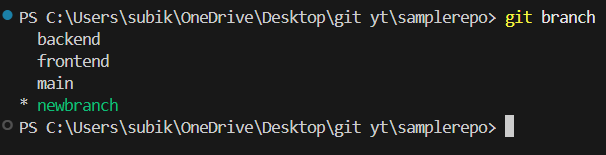 PS C:\Users\subik\OneDrive\Desktop\git yt\samplerepo> git branch
backend
frontend
main
* newbranch
PS C:\Users\subik\OneDrive\Desktop\git yt\samplerepo>